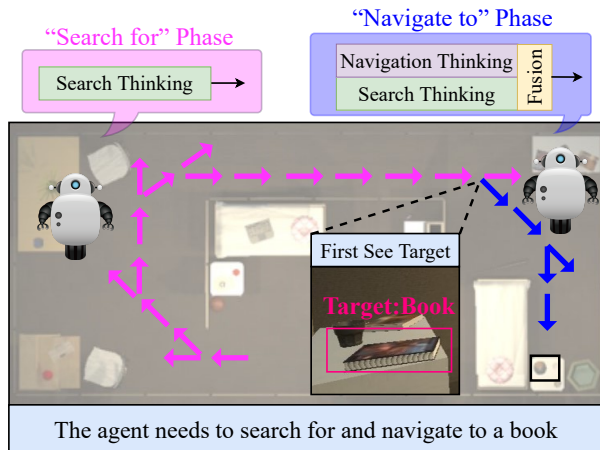 “Search for” Phase
“Navigate to” Phase
Search Thinking
Navigation Thinking
Search Thinking
Fusion
First See Target
Target:Book
The agent needs to search for and navigate to a book